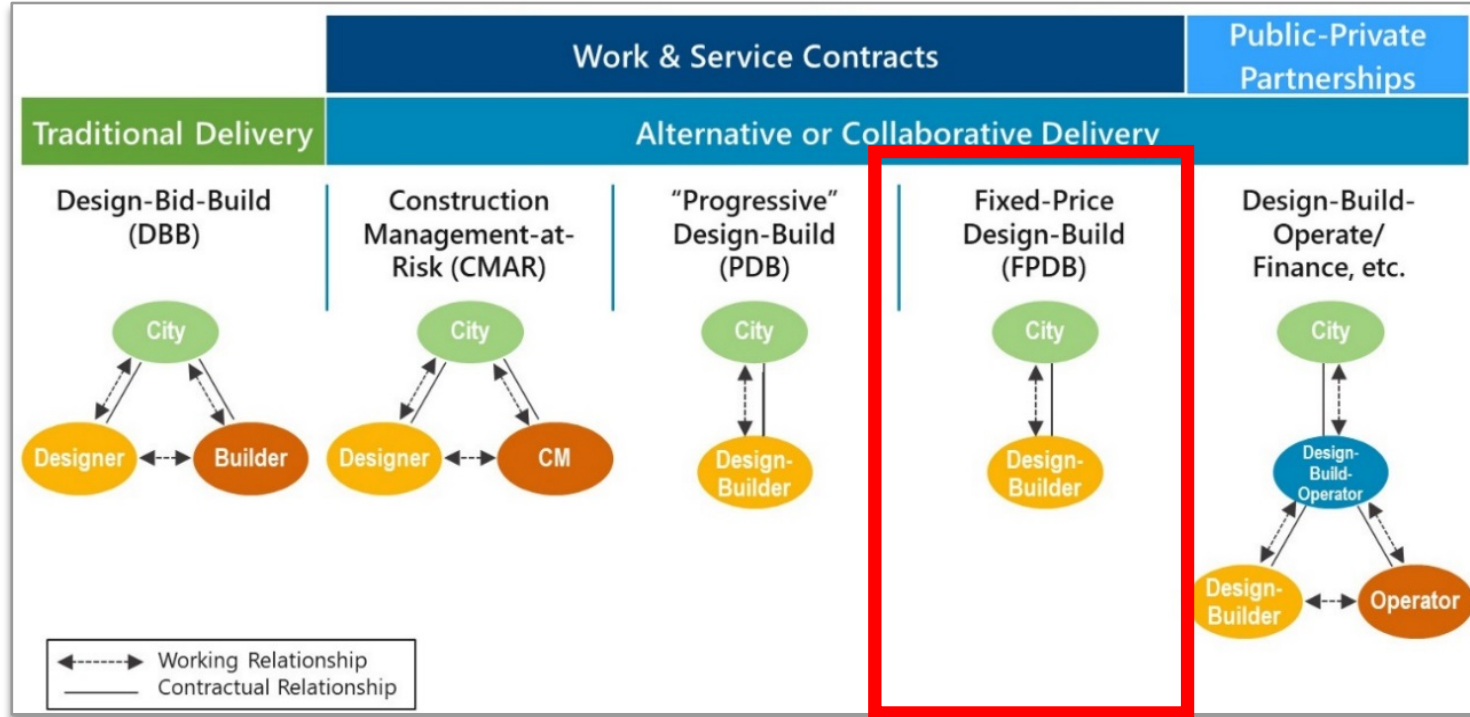 Work & Service Contracts
Public-Private
Partnerships
Traditional Delivery
Alternative or Collaborative Delivery
Design-Bid-Build
(DBB)
Construction
Management-at-
Risk (CMAR)
“Progressive”
Design-Build
(PDB)
Fixed-Price
Design-Build
(FPDB)
Design-Build-
Operate/
Finance, etc.
City
Designer
Builder
City
Designer
CM
City
Design-
Builder
City
Design-
Builder
City
Design-
Build-
Operator
Design-
Builder
Operator
Working Relationship
Contractual Relationship